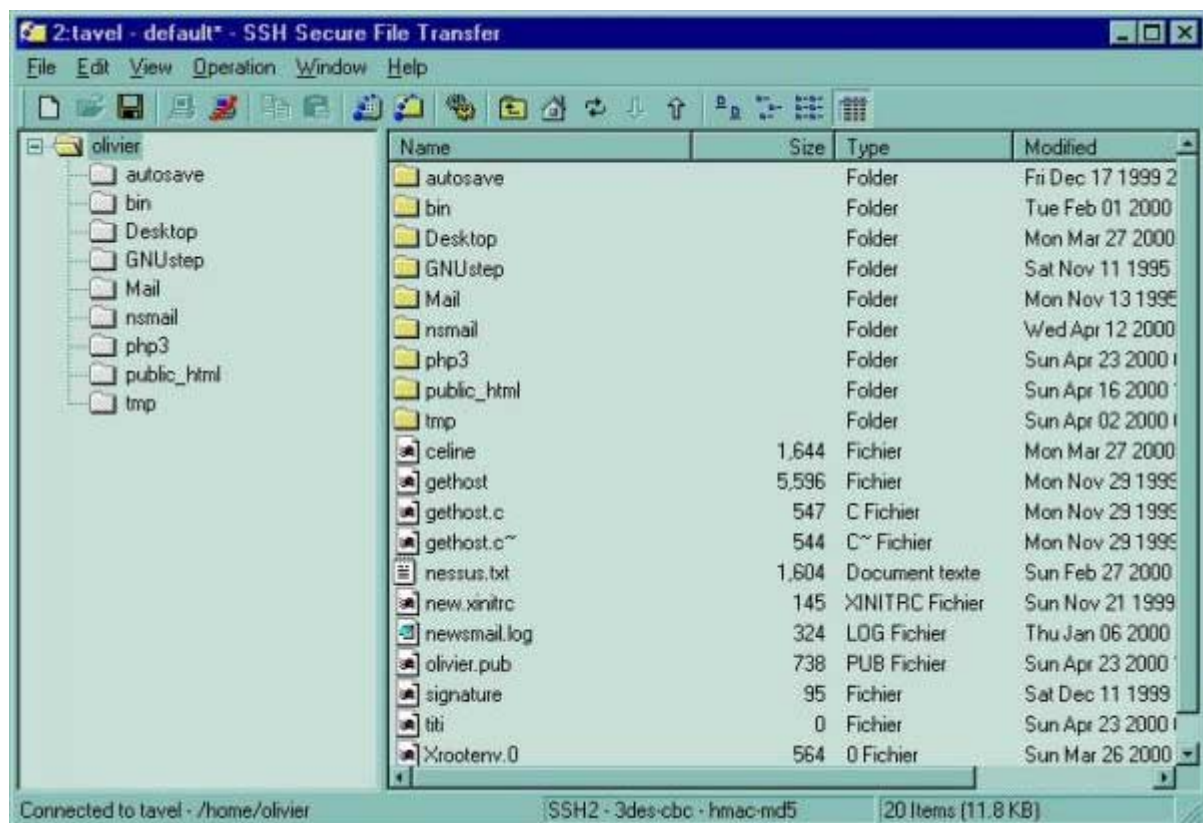 2:tavel - default* - SSH Secure File Transfer
File Edit View Operation Window Help
olivier
autosave
bin
Desktop
GNUstep
Mail
nsmail
php3
public_html
tmp
Name Size Type Modified
autosave Folder Fri Dec 17 1999 2
bin Folder Tue Feb 01 2000
Desktop Folder Mon Mar 27 2000
GNUstep Folder Sat Nov 11 1995
Mail Folder Mon Nov 13 1995
nsmail Folder Wed Apr 12 2000
php3 Folder Sun Apr 23 2000
public_html Folder Sun Apr 16 2000
tmp Folder Sun Apr 02 2000
celine 1,644 Fichier Mon Mar 27 2000
gethost 5,596 Fichier Mon Nov 29 1999
gethost.c 547 C Fichier Mon Nov 29 1999
gethost.c~ 544 C~ Fichier Mon Nov 29 1999
nessus.txt 1,604 Document texte Sun Feb 27 2000
new.xinitrc 145 XINITRC Fichier Sun Nov 21 1999
newsmail.log 324 LOG Fichier Thu Jan 06 2000
olivier.pub 738 PUB Fichier Sun Apr 23 2000
signature 95 Fichier Sat Dec 11 1999
titi 0 Fichier Sun Apr 23 2000
Xrootenv.0 564 0 Fichier Sun Mar 26 2000
Connected to tavel - /home/olivier SSH2 - 3des-cbc - hmac-md5 20 Items (11.8 KB)